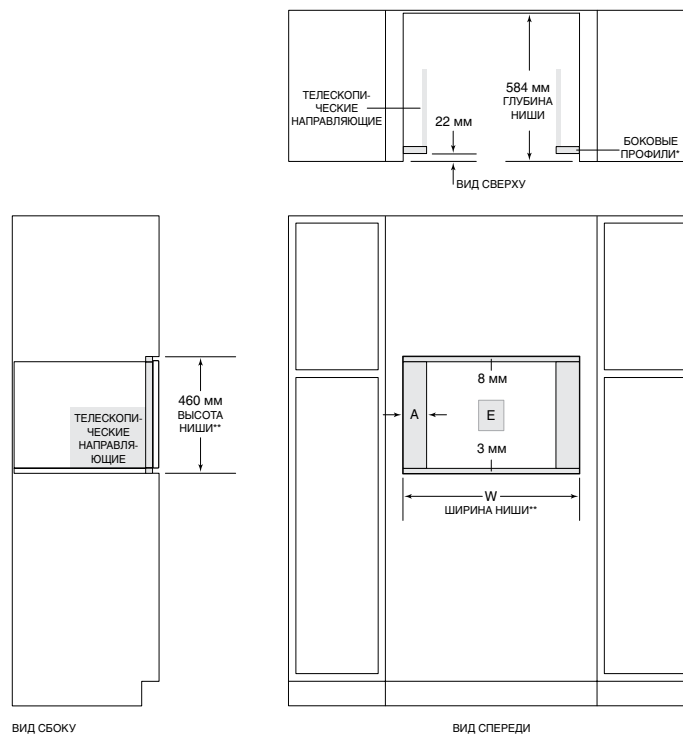 584 мм
ГЛУБИНА
НИШИ
ТЕЛЕСКОПИ-
ЧЕСКИЕ
НАПРАВЛЯЮЩИЕ
22 мм
БОКОВЫЕ
ПРОФИЛИ*
ВИД СВЕРХУ
460 мм
ВЫСОТА
НИШИ**
ТЕЛЕСКОПИ-
ЧЕСКИЕ
НАПРАВЛЯ-
ЮЩИЕ
8 мм
A
E
3 мм
W
ШИРИНА НИШИ**
ВИД СБОКУ
ВИД СПЕРЕДИ